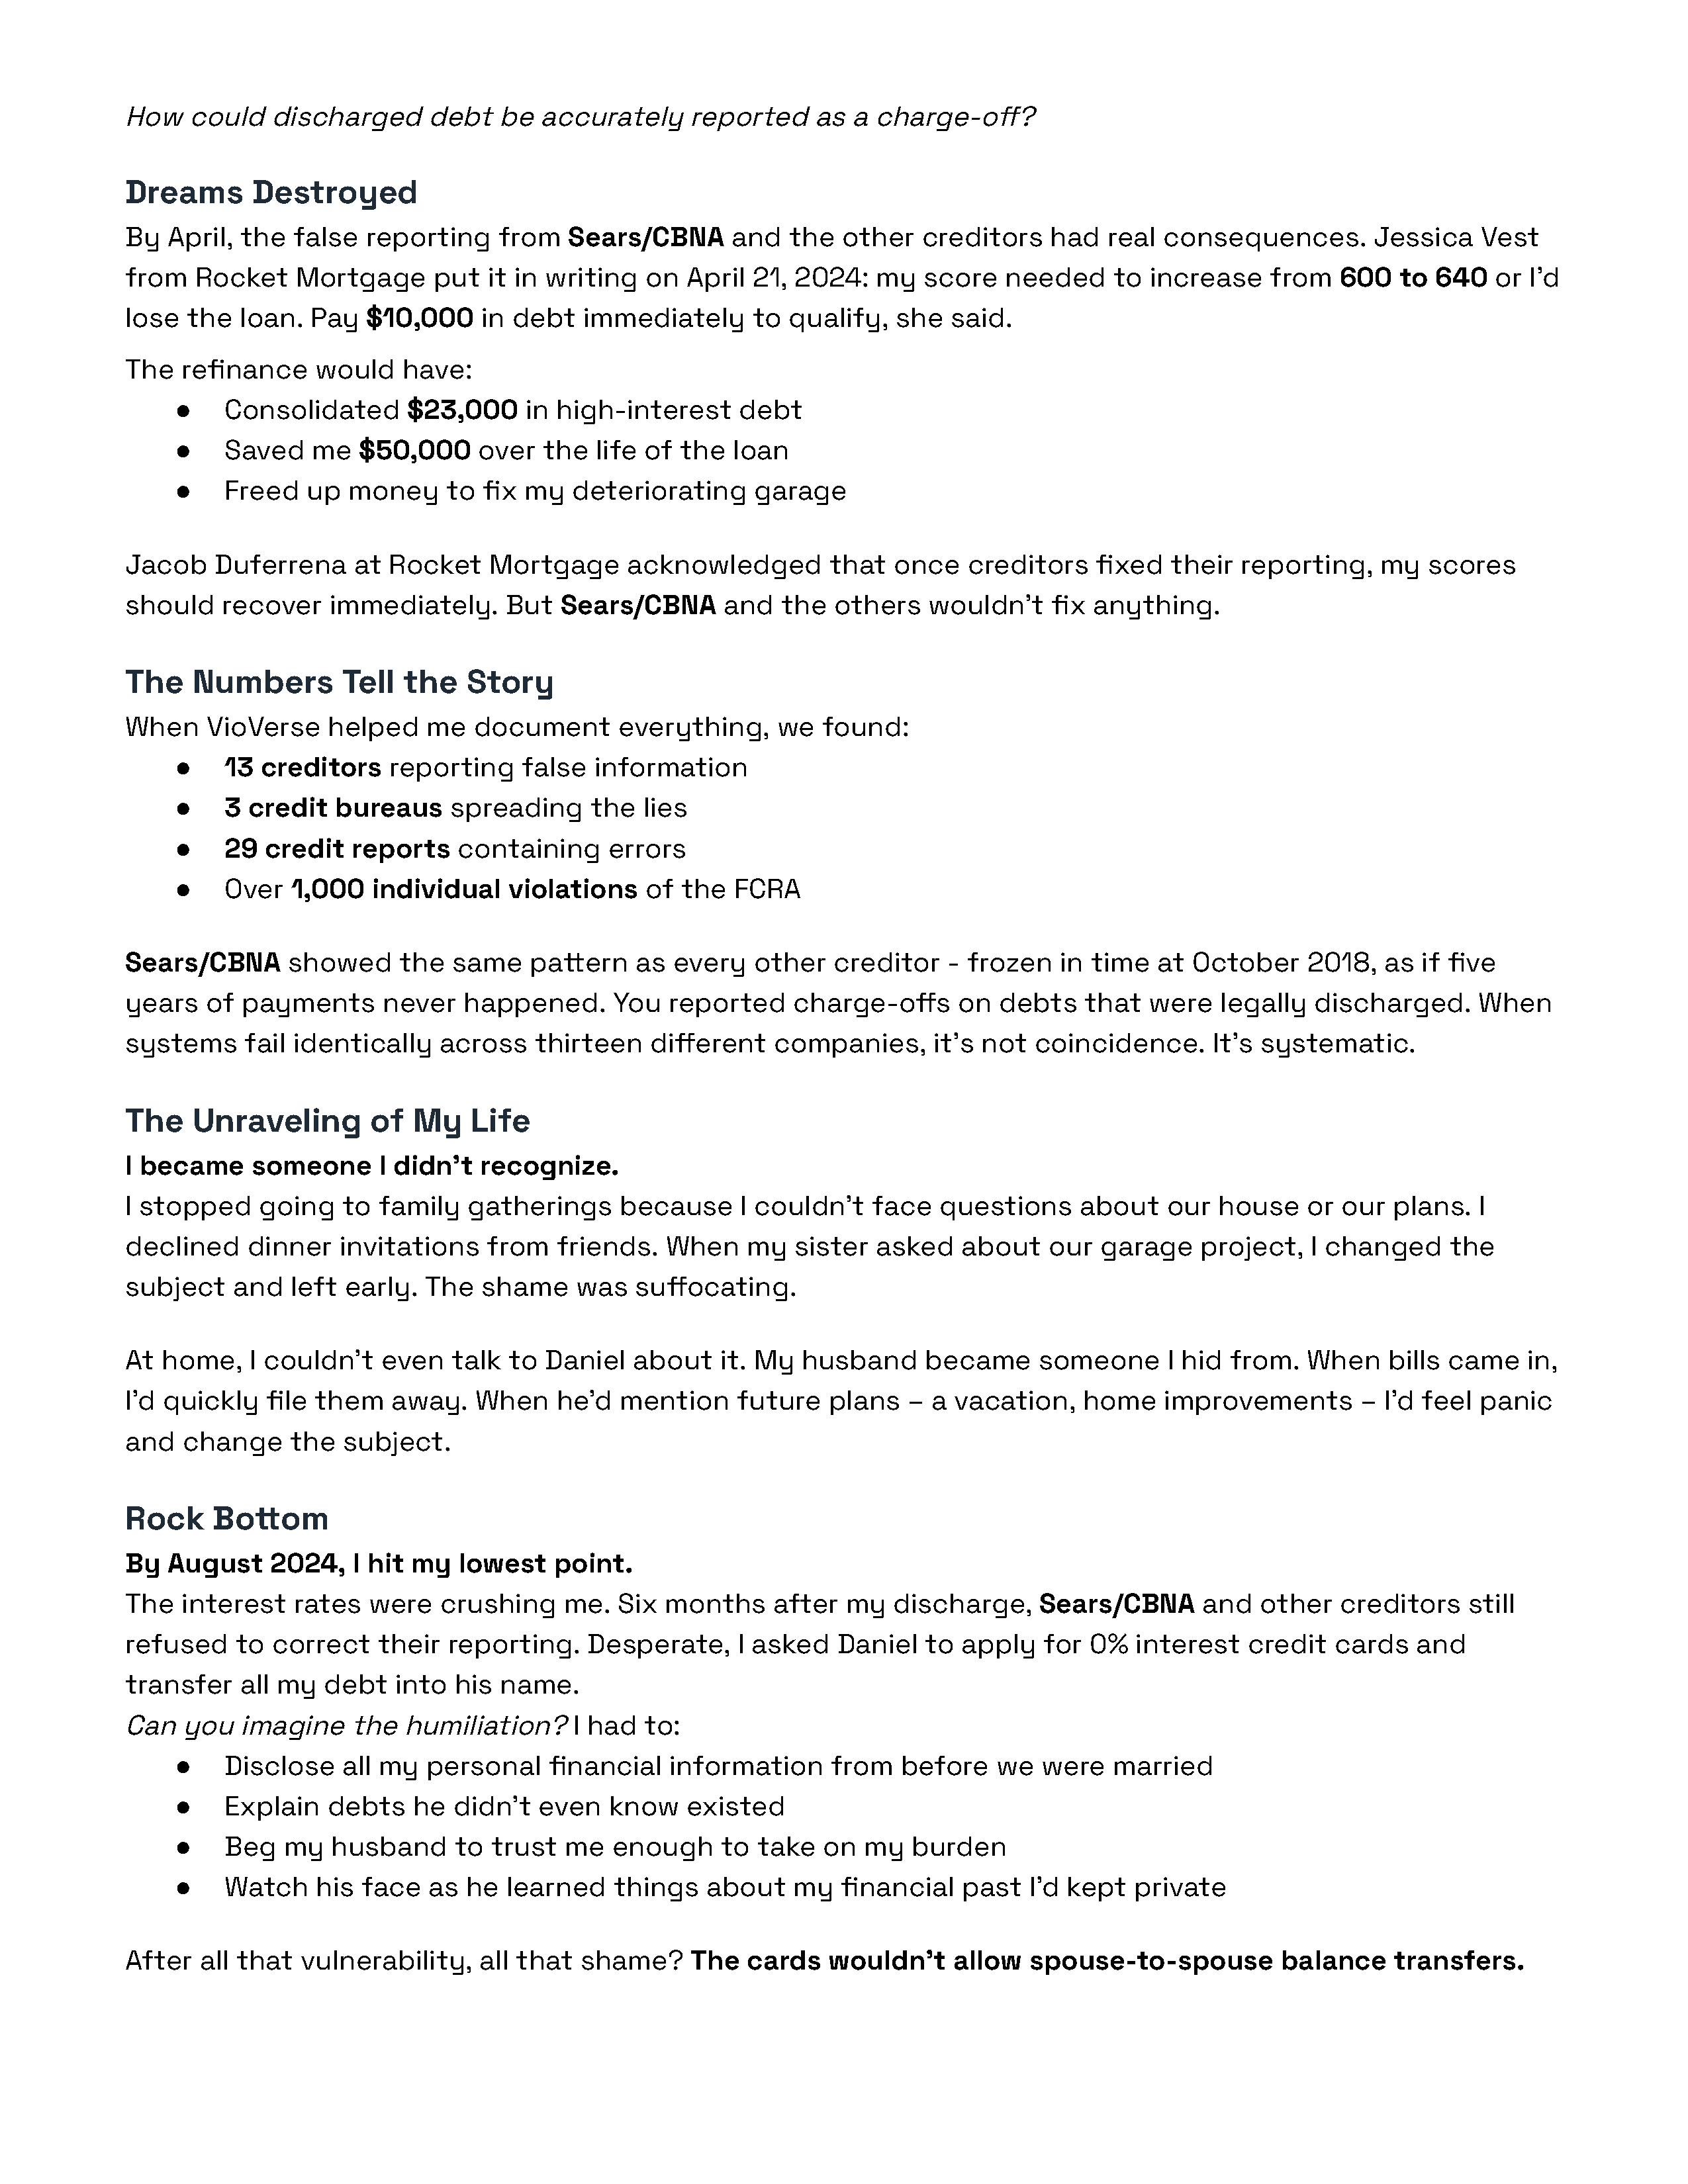 How could discharged debt be accurately reported as a charge-off?
Dreams Destroyed
By April, the false reporting from Sears/CBNA and the other creditors had real consequences. Jessica Vest
from Rocket Mortgage put it in writing on April 21, 2024: my score needed to increase from 600 to 640 or I'd
lose the loan. Pay $10,000 in debt immediately to qualify, she said.
The refinance would have:
● Consolidated $23,000 in high-interest debt
● Saved me $50,000 over the life of the loan
● Freed up money to fix my deteriorating garage
Jacob Duferrena at Rocket Mortgage acknowledged that once creditors fixed their reporting, my scores
should recover immediately. But Sears/CBNA and the others wouldn't fix anything.
The Numbers Tell the Story
When VioVerse helped me document everything, we found:
● 13 creditors reporting false information
● 3 credit bureaus spreading the lies
● 29 credit reports containing errors
● Over 1,000 individual violations of the FCRA
Sears/CBNA showed the same pattern as every other creditor - frozen in time at October 2018, as if five
years of payments never happened. You reported charge-offs on debts that were legally discharged. When
systems fail identically across thirteen different companies, it's not coincidence. It's systematic.
The Unraveling of My Life
I became someone I didn't recognize.
I stopped going to family gatherings because I couldn't face questions about our house or our plans. I
declined dinner invitations from friends. When my sister asked about our garage project, I changed the
subject and left early. The shame was suffocating.
At home, I couldn't even talk to Daniel about it. My husband became someone I hid from. When bills came in,
I'd quickly file them away. When he'd mention future plans – a vacation, home improvements – I'd feel panic
and change the subject.
Rock Bottom
By August 2024, I hit my lowest point.
The interest rates were crushing me. Six months after my discharge, Sears/CBNA and other creditors still
refused to correct their reporting. Desperate, I asked Daniel to apply for 0% interest credit cards and
transfer all my debt into his name.
Can you imagine the humiliation? I had to:
● Disclose all my personal financial information from before we were married
● Explain debts he didn't even know existed
● Beg my husband to trust me enough to take on my burden
● Watch his face as he learned things about my financial past I'd kept private
After all that vulnerability, all that shame? The cards wouldn't allow spouse-to-spouse balance transfers.